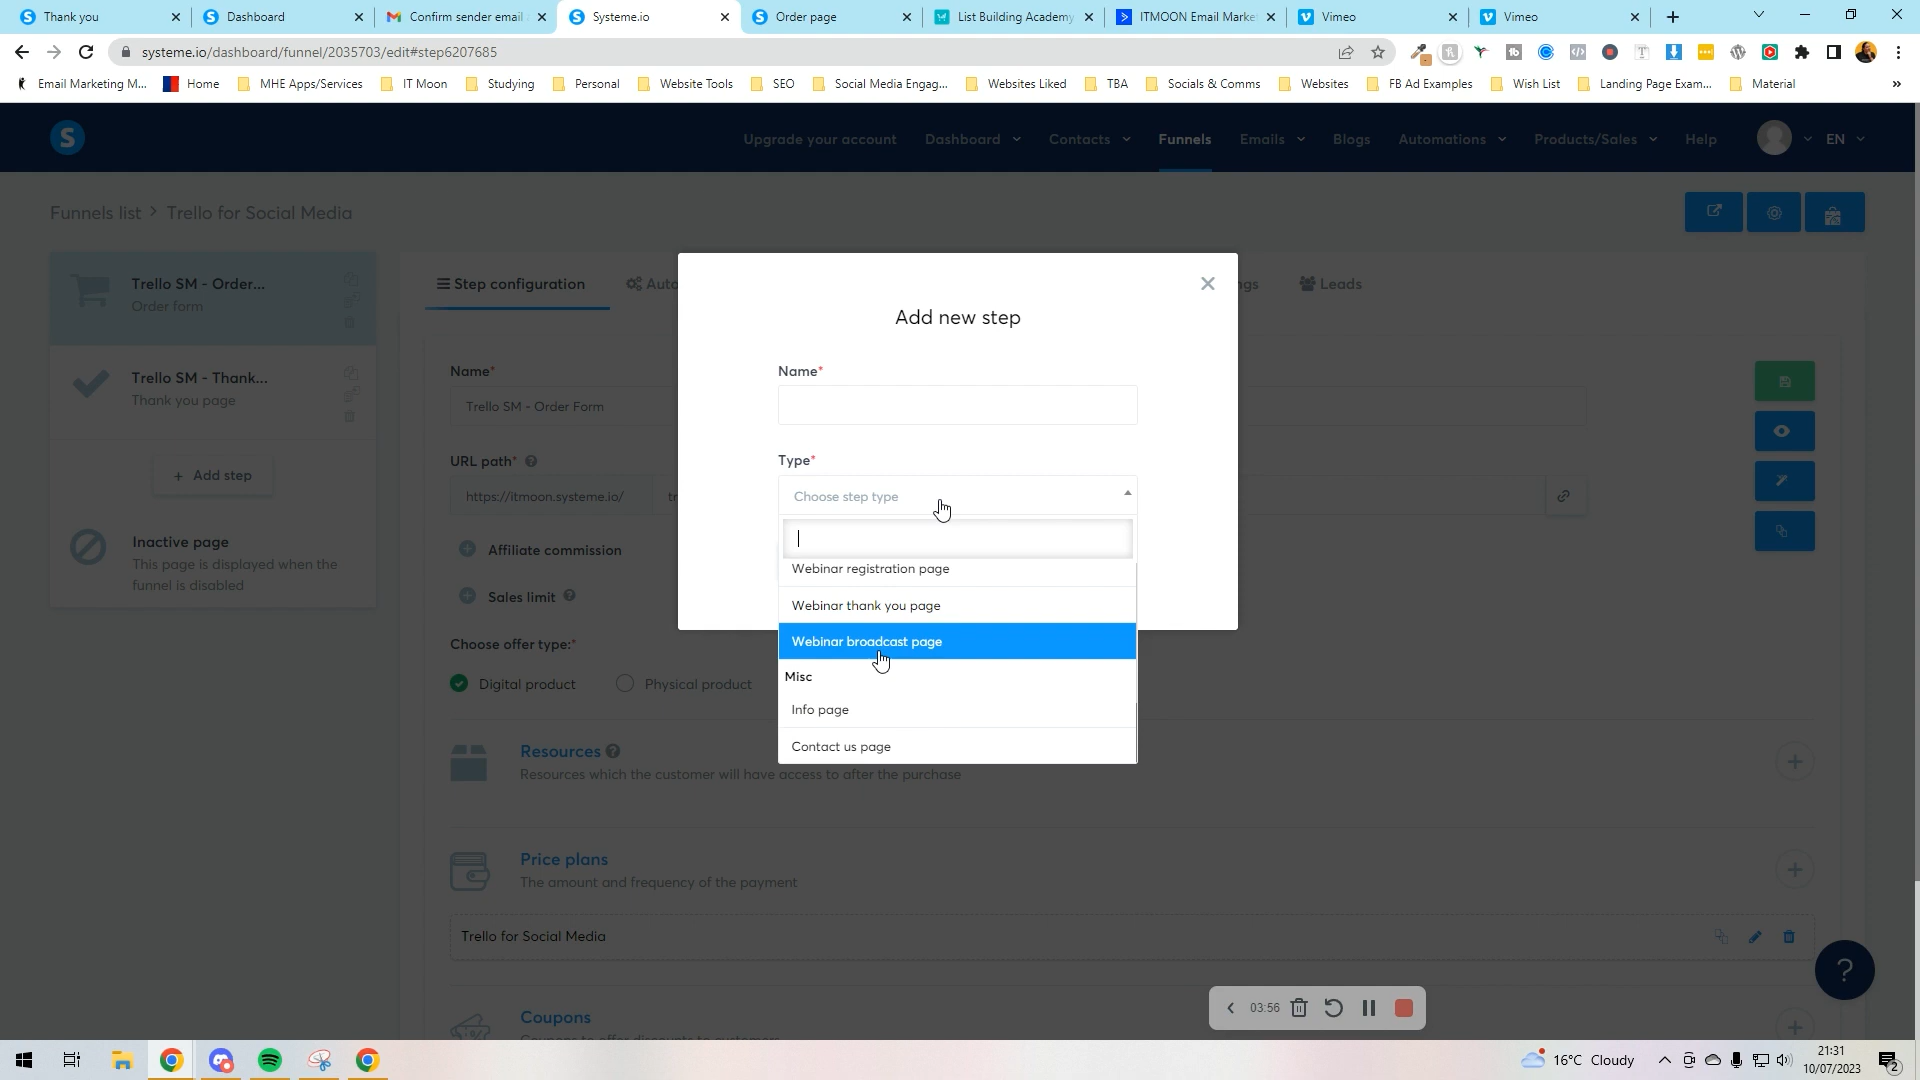 Thank you
Dashboard
Confirm sender email
Systeme.io
Order page
List Building Academy
ITMOON Email Marke
Vimeo
Vimeo
systeme.io/dashboard/funnel/2035703/edit#step6207685
Email Marketing M...
Home
MHE Apps/Services
IT Moon
Studying
Personal
Website Tools
SEO
Social Media Engag...
Websites Liked
TBA
Socials & Comms
Websites
FB Ad Examples
Wish List
Landing Page Exam...
Material
Upgrade your account
Dashboard
Contacts
Funnels
Emails
Blogs
Automations
Products/Sales
Help
EN
Funnels list > Trello for Social Media
Trello SM - Order...
Order form
Trello SM - Thank...
Thank you page
+ Add step
Inactive page
This page is displayed when the
funnel is disabled
Step configuration
Auto
ngs
Leads
Name*
Trello SM - Order Form
URL path*
https://itmoon.systeme.io/
tr
Affiliate commission
Sales limit
Choose offer type:*
Digital product
Physical product
Resources
Resources which the customer will have access to after the purchase
Price plans
The amount and frequency of the payment
Trello for Social Media
Coupons
Add new step
Name*
Type*
Choose step type
Webinar registration page
Webinar thank you page
Webinar broadcast page
Misc
Info page
Contact us page
03:56
?
16°C Cloudy
21:31
10/07/2023
2